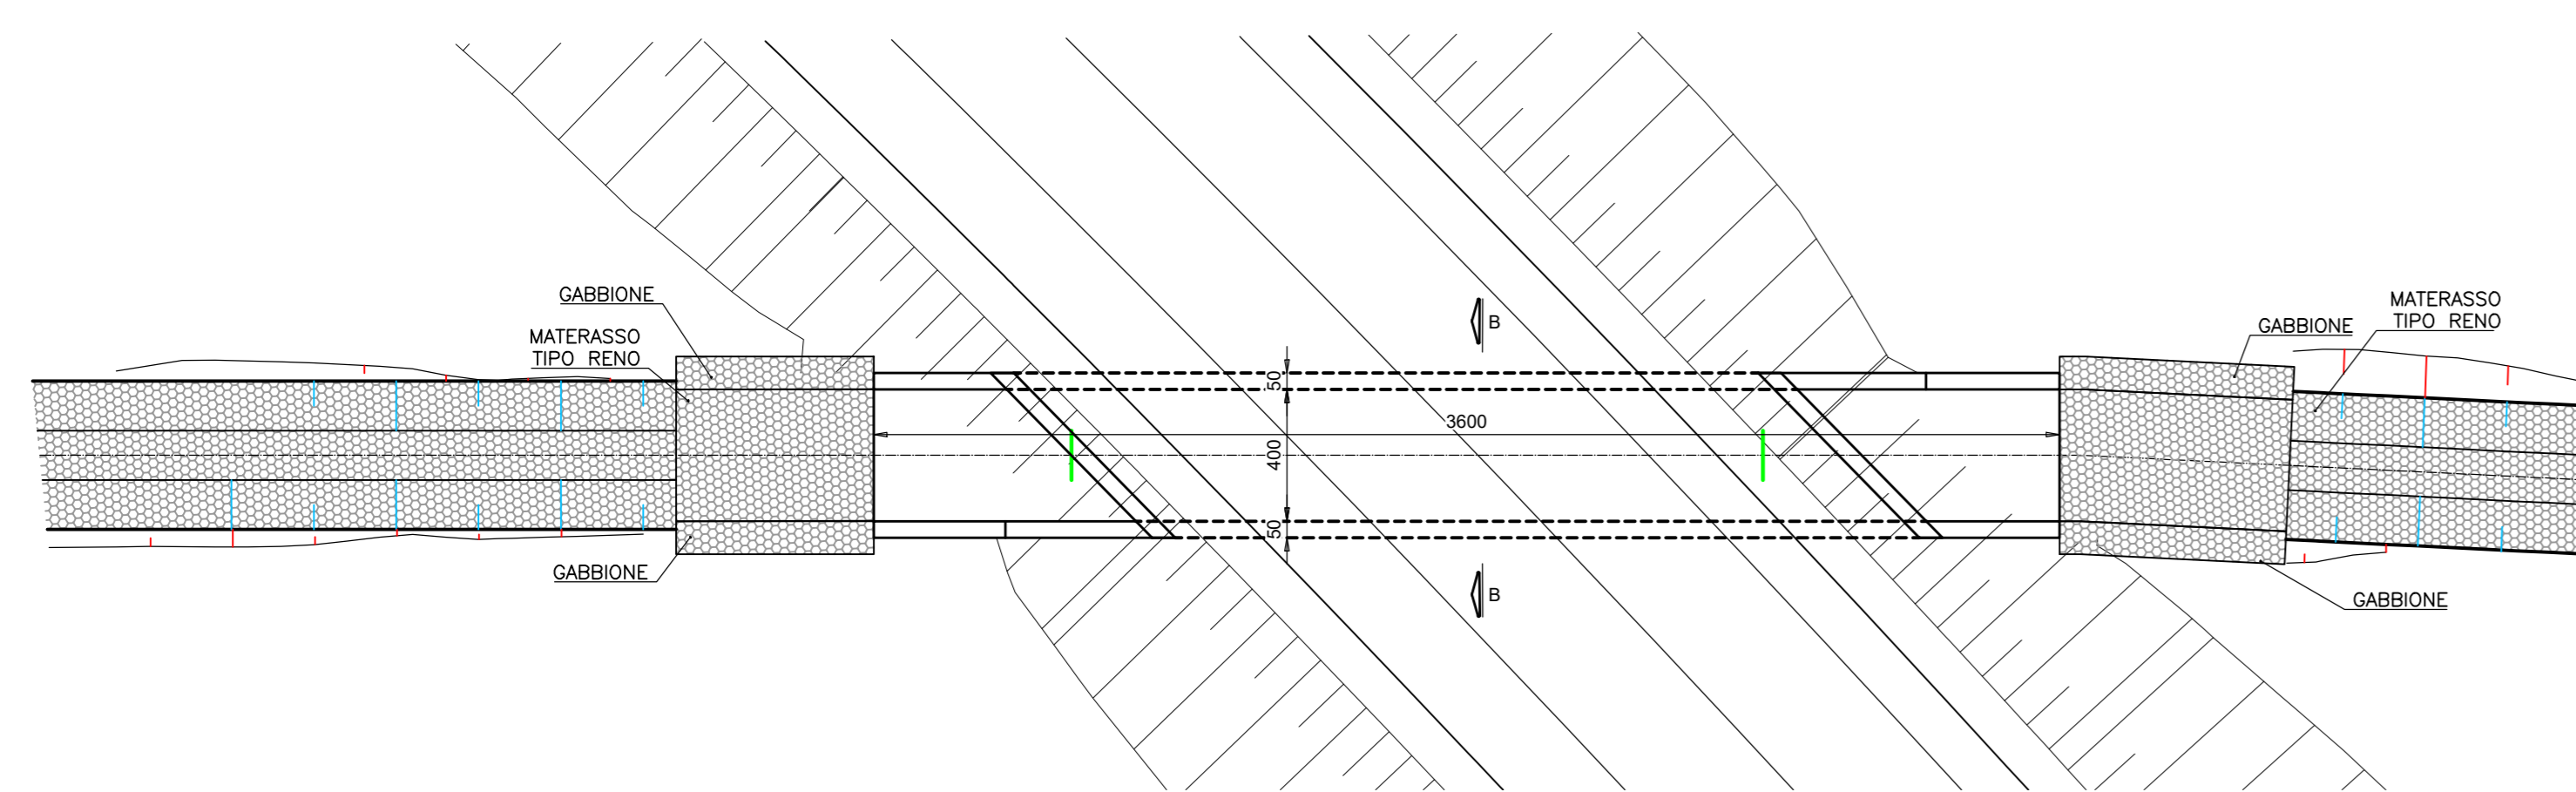 GABBIONE
MATERASSO
TIPO RENO
GABBIONE
B
50
3600
400
50
B
MATERASSO
TIPO RENO
GABBIONE
GABBIONE